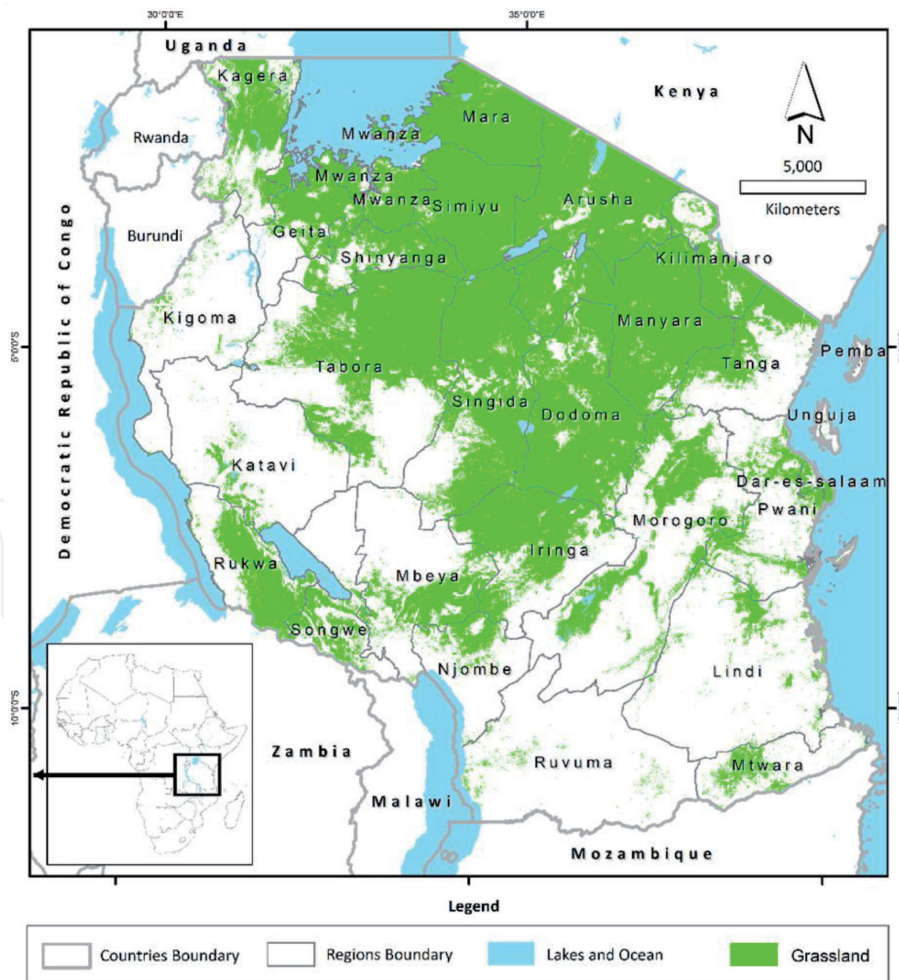 30°0'0"E
35°0'0"E
Uganda
Kagera
Kenya
Mara
Rwanda
Mwanza
N
5,000
Kilometers
Mwanza
Mwanza
Simiyu
Arusha
Burundi
Geita
Shinyanga
Kilimanjaro
Democratic Republic of Congo
Kigoma
Manyara
5°0'0"S
Tabora
Tanga
Pemba
Singida
Dodoma
Unguja
Katavi
Dar-es-salaam
Pwani
Morogoro
Iringa
Rukwa
Mbeya
Songwe
Njombe
Lindi
10°0'0"S
Zambia
Ruvuma
Mtwara
Malawi
Mozambique
Legend
Countries Boundary
Regions Boundary
Lakes and Ocean
Grassland